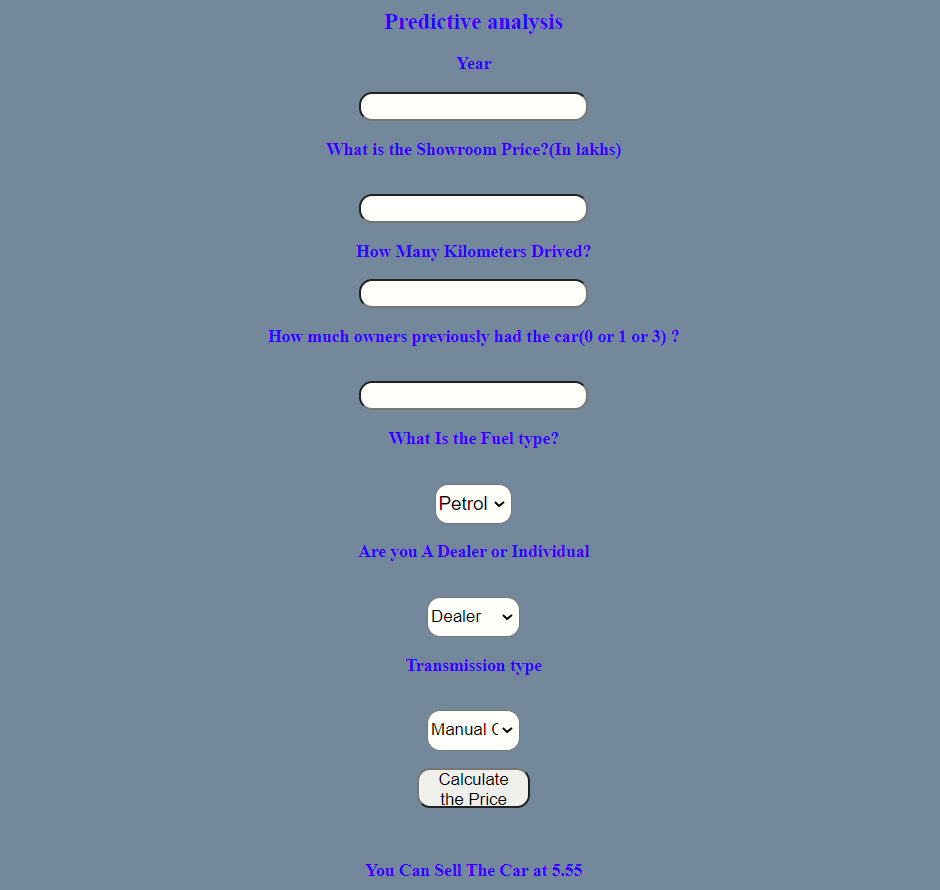 Predictive analysis
Year
What is the Showroom Price?(In lakhs)
How Many Kilometers Drived?
How much owners previously had the car(0 or 1 or 3) ?
What Is the Fuel type?
Petrol
Are you A Dealer or Individual
Dealer
Transmission type
Manual
Calculate
the Price
You Can Sell The Car at 5.55